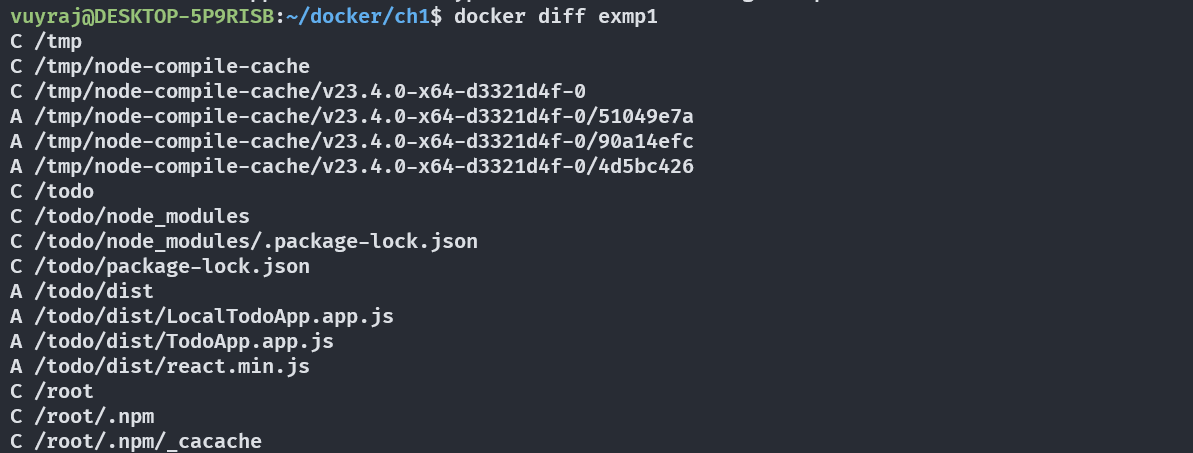 vuyraj@DESKTOP-5P9RISB:~/docker/ch1$ docker diff exmp1
C /tmp
C /tmp/node-compile-cache
C /tmp/node-compile-cache/v23.4.0-x64-d3321d4f-0
A /tmp/node-compile-cache/v23.4.0-x64-d3321d4f-0/51049e7a
A /tmp/node-compile-cache/v23.4.0-x64-d3321d4f-0/90a14efc
A /tmp/node-compile-cache/v23.4.0-x64-d3321d4f-0/4d5bc426
C /todo
C /todo/node_modules
C /todo/node_modules/.package-lock.json
C /todo/package-lock.json
A /todo/dist
A /todo/dist/LocalTodoApp.app.js
A /todo/dist/TodoApp.app.js
A /todo/dist/react.min.js
C /root
C /root/.npm
C /root/.npm/_cacache